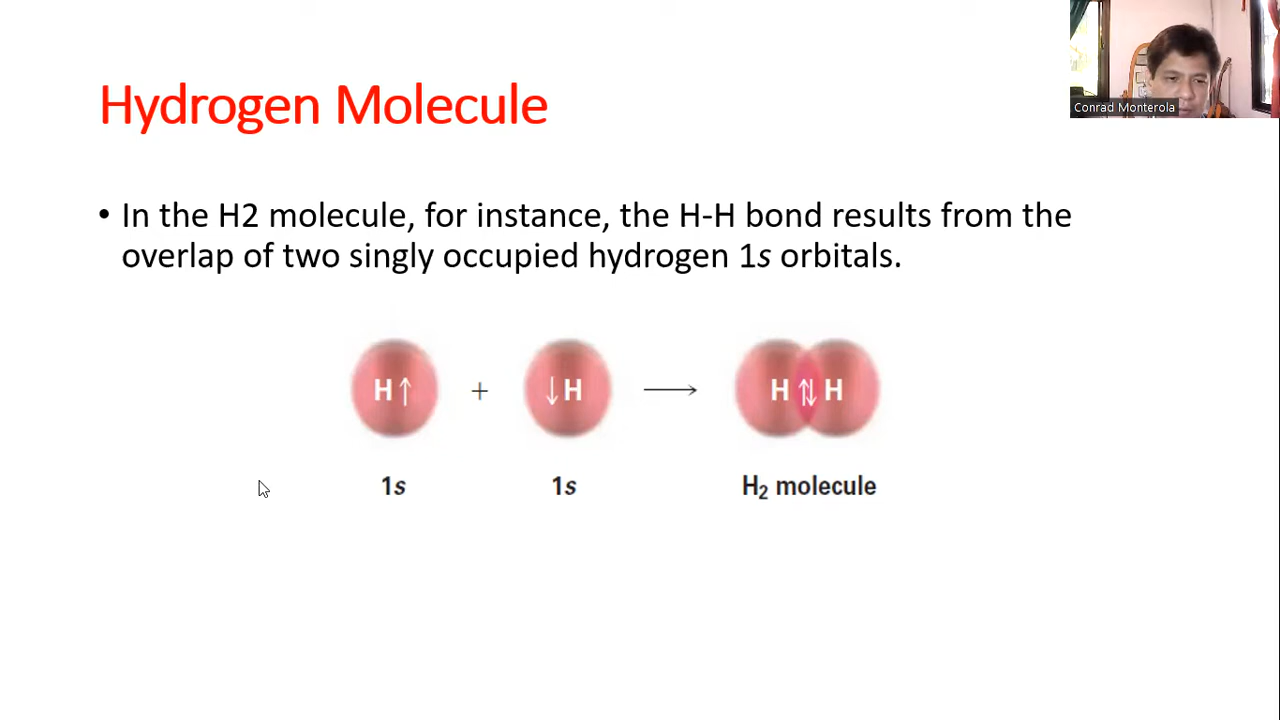 Conrad Monterola
Hydrogen Molecule
• In the H2 molecule, for instance, the H-H bond results from the
overlap of two singly occupied hydrogen 1s orbitals.
H↑ + ↓H ⟶ H ⇅ H
1s 1s H₂ molecule